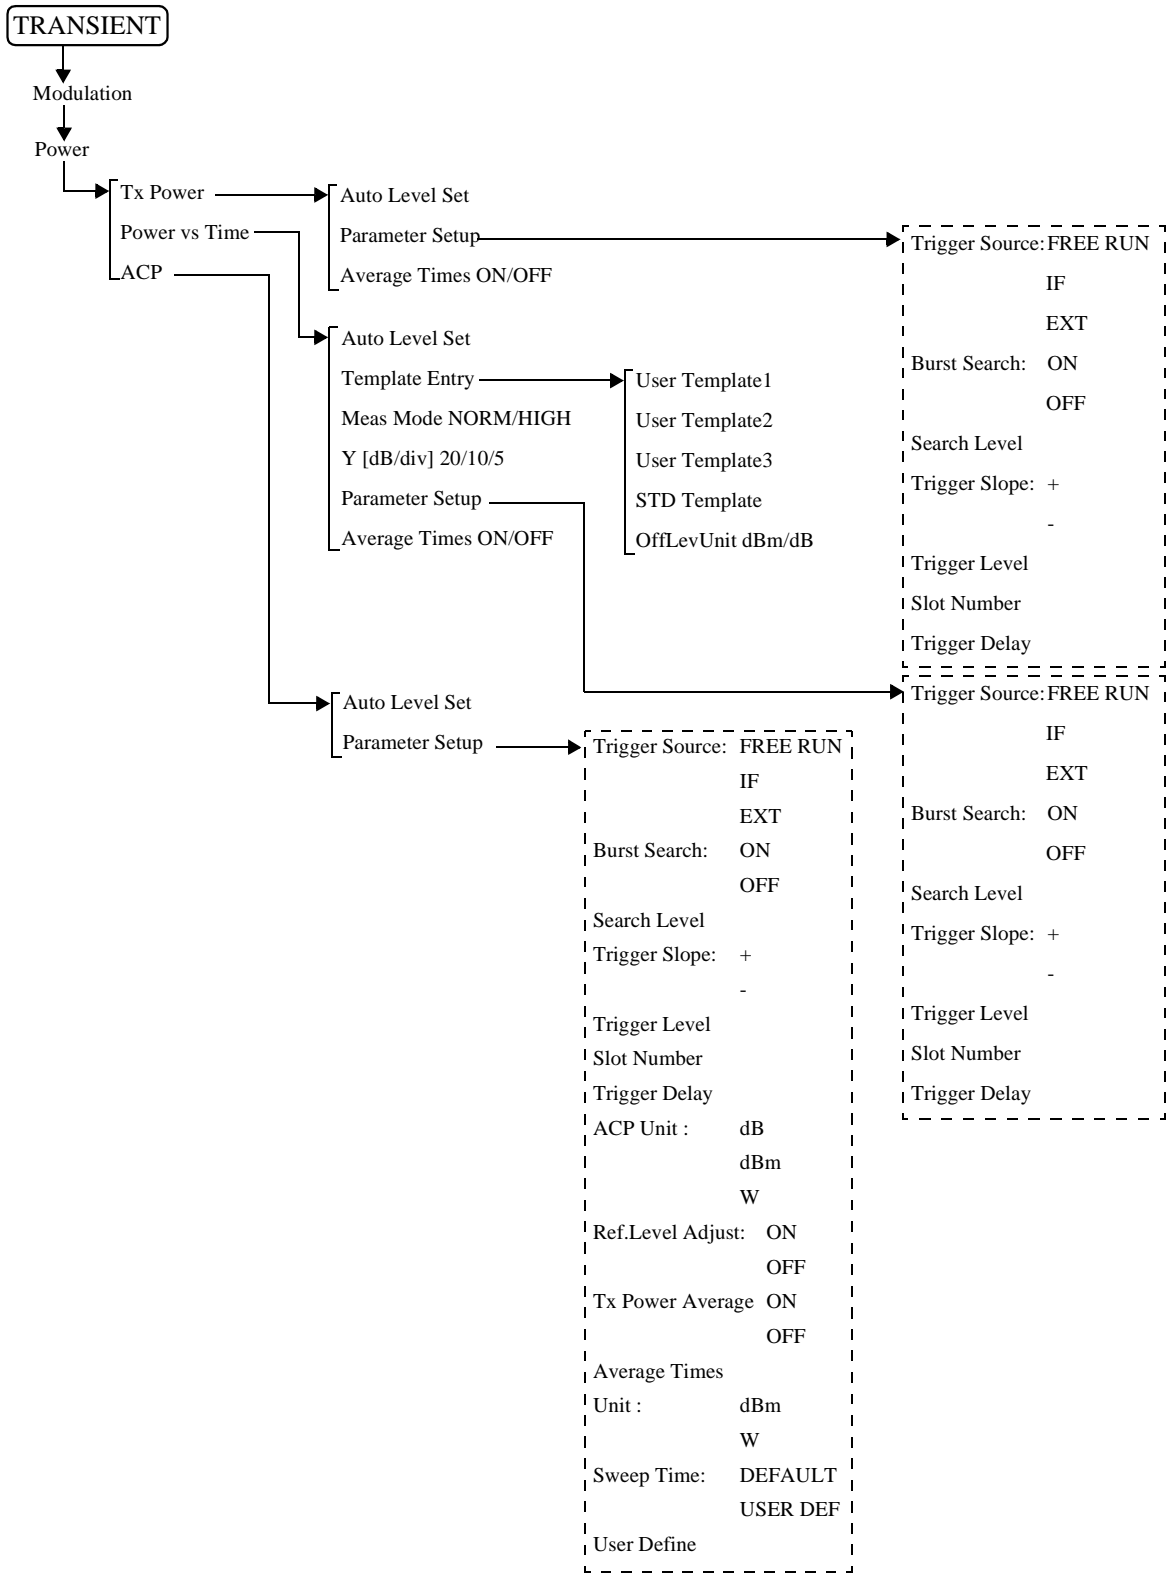 TRANSIENT
Modulation
Power
Tx Power
Power vs Time
ACP
Auto Level Set
Parameter Setup
Average Times ON/OFF
Trigger Source: FREE RUN
IF
EXT
Burst Search: ON
OFF
Search Level
Trigger Slope: +
-
Trigger Level
Slot Number
Trigger Delay
Auto Level Set
Template Entry
Meas Mode NORM/HIGH
Y [dB/div] 20/10/5
Parameter Setup
Average Times ON/OFF
User Template1
User Template2
User Template3
STD Template
OffLevUnit dBm/dB
Trigger Source: FREE RUN
IF
EXT
Burst Search: ON
OFF
Search Level
Trigger Slope: +
-
Trigger Level
Slot Number
Trigger Delay
Auto Level Set
Parameter Setup
Trigger Source: FREE RUN
IF
EXT
Burst Search: ON
OFF
Search Level
Trigger Slope: +
-
Trigger Level
Slot Number
Trigger Delay
ACP Unit : dB
dBm
W
Ref.Level Adjust: ON
OFF
Tx Power Average ON
OFF
Average Times
Unit : dBm
W
Sweep Time: DEFAULT
USER DEF
User Define